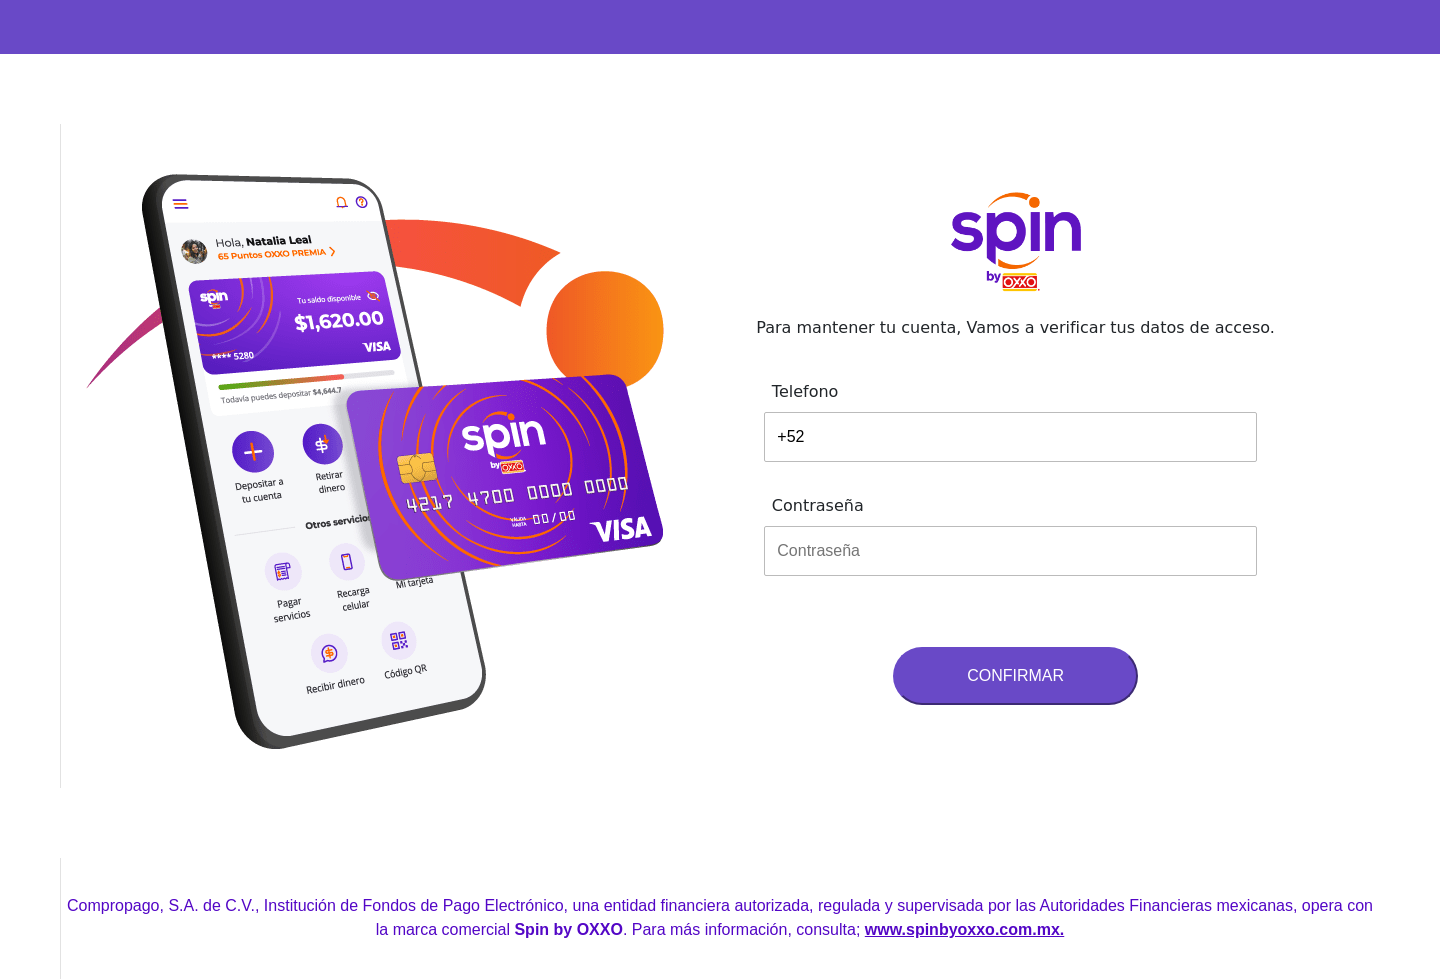 Hola, Natalia Leal
65 Puntos OXXO PREMIA
spin
by OXXO
Tu saldo disponible
$1,620.00
**** 5280
VISA
Todavía puedes depositar $4,644.7
Depositar a
tu cuenta
Retirar
dinero
Otros servicios
Pagar
servicios
Recarga
celular
Mi tarjeta
Recibir dinero
Código QR
spin
by OXXO
4217 4700 0000 0000
VÁLIDA
HASTA
00/00
VISA
spin
by OXXO
Para mantener tu cuenta, Vamos a verificar tus datos de acceso.
Telefono
+52
Contraseña
Contraseña
CONFIRMAR
Compropago, S.A. de C.V., Institución de Fondos de Pago Electrónico, una entidad financiera autorizada, regulada y supervisada por las Autoridades Financieras mexicanas, opera con
la marca comercial Spin by OXXO. Para más información, consulta; www.spinbyoxxo.com.mx.